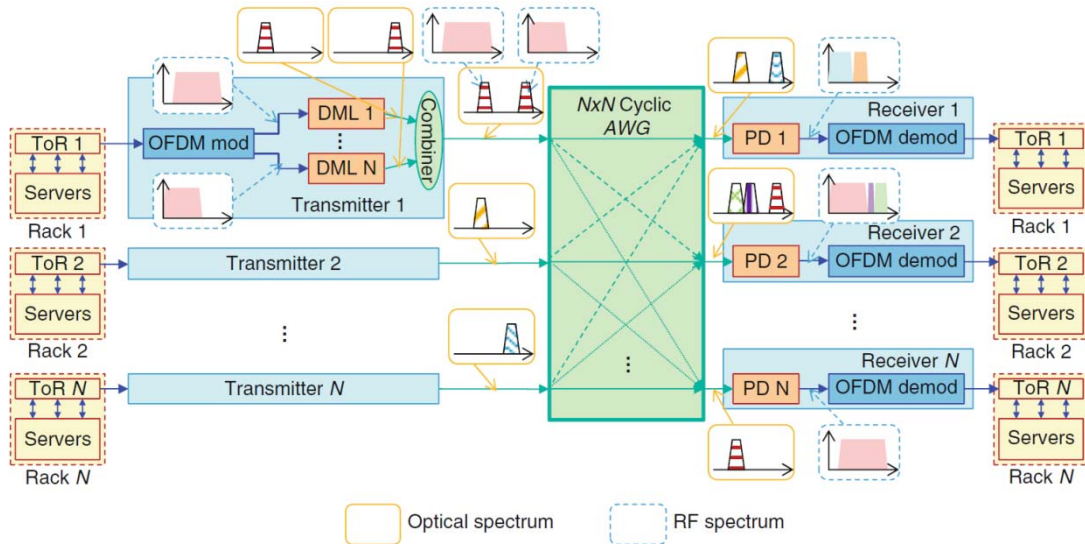 ToR 1
Servers
Rack 1
ToR 2
Servers
Rack 2
ToR N
Servers
Rack N
OFDM mod
DML 1
⋮
DML N
Combiner
Transmitter 1
Transmitter 2
⋮
Transmitter N
NxN Cyclic
AWG
⋮
Receiver 1
PD 1
OFDM demod
Receiver 2
PD 2
OFDM demod
⋮
Receiver N
PD N
OFDM demod
ToR 1
Servers
Rack 1
ToR 2
Servers
Rack 2
ToR N
Servers
Rack N
Optical spectrum
RF spectrum